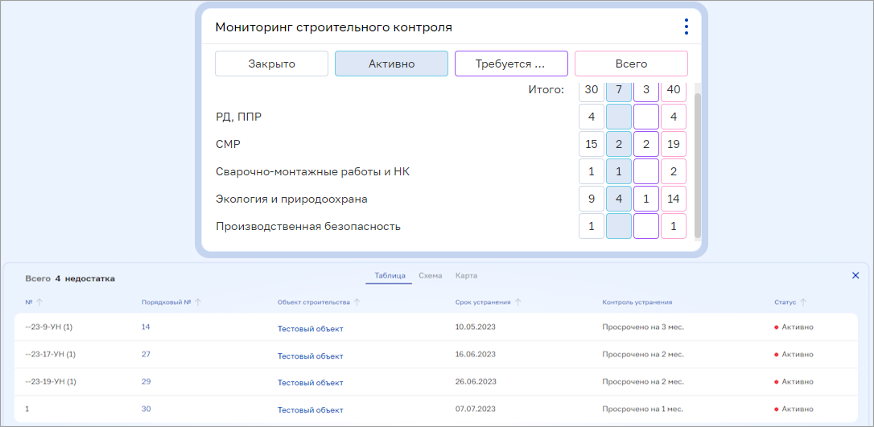 Мониторинг строительного контроля
Закрыто Активно Требуется ... Всего
Итого: 30 7 3 40
РД, ППР 4 4
СМР 15 2 2 19
Сварочно-монтажные работы и НК 1 1 2
Экология и природоохрана 9 4 1 14
Производственная безопасность 1 1
Всего 4 недостатка Таблица Схема Карта
№ Порядковый № Объект строительства Срок устранения Контроль устранения Статус
--23-9-УН (1) 14 Тестовый объект 10.05.2023 Просрочено на 3 мес. Активно
--23-17-УН (1) 27 Тестовый объект 16.06.2023 Просрочено на 2 мес. Активно
--23-19-УН (1) 29 Тестовый объект 26.06.2023 Просрочено на 2 мес. Активно
1 30 Тестовый объект 07.07.2023 Просрочено на 1 мес. Активно